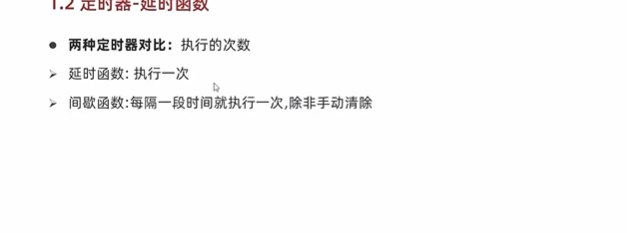 1.2 定时器-延时函数
两种定时器对比：执行的次数
延时函数: 执行一次
间歇函数:每隔一段时间就执行一次,除非手动清除